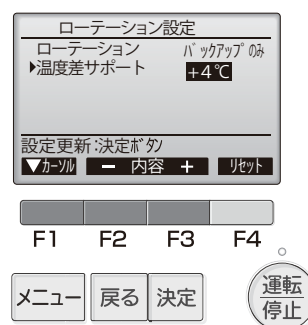 ローテーション設定
ローテーション バックアップのみ
▶温度差サポート +4℃
設定更新:決定ボタン
▼カーソル − 内容 + リセット
F1 F2 F3 F4
メニュー 戻る 決定 運転
停止